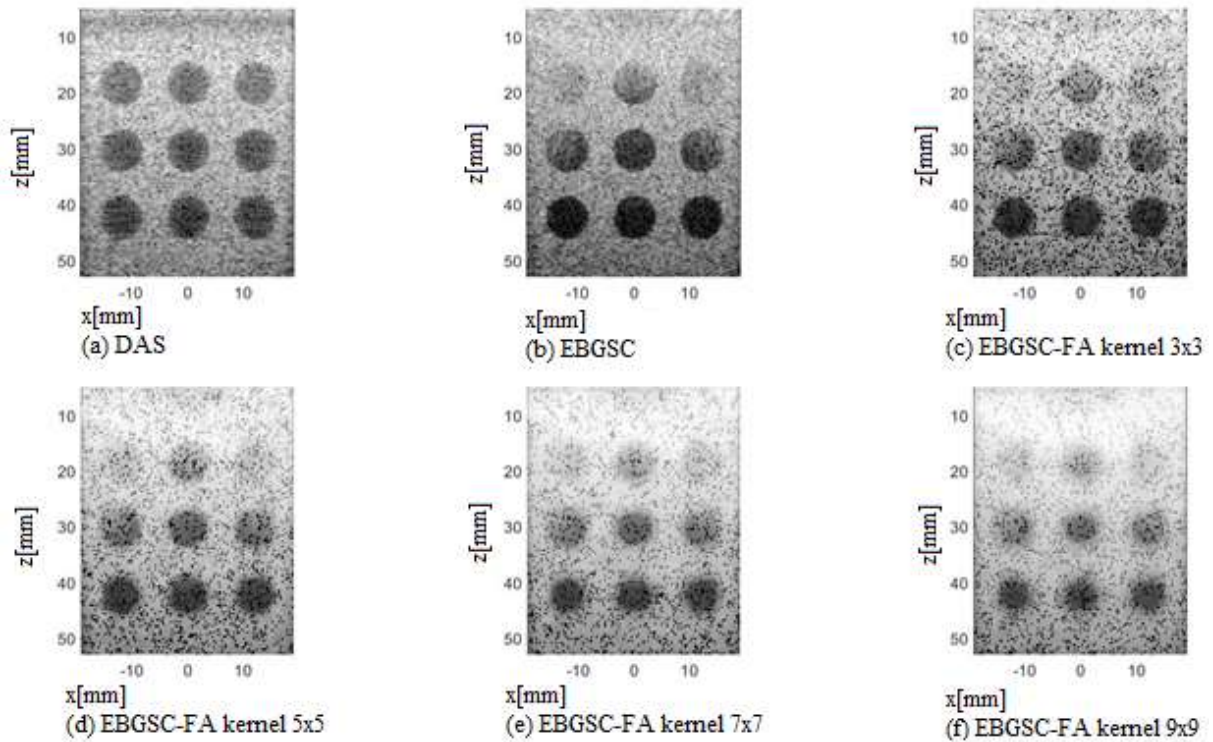 10
20
z[mm]
30
40
50
-10 0 10
x[mm]
(a) DAS
10
20
z[mm]
30
40
50
-10 0 10
x[mm]
(b) EBGSC
10
20
z[mm]
30
40
50
-10 0 10
x[mm]
(c) EBGSC-FA kernel 3x3
10
20
z[mm]
30
40
50
-10 0 10
x[mm]
(d) EBGSC-FA kernel 5x5
10
20
z[mm]
30
40
50
-10 0 10
x[mm]
(e) EBGSC-FA kernel 7x7
10
20
z[mm]
30
40
50
-10 0 10
x[mm]
(f) EBGSC-FA kernel 9x9